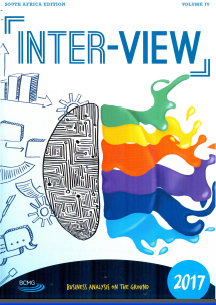 SOUTH AFRICA EDITION VOLUME IV
INTER-VIEW
BCMG
BUSINESS ANALYSIS ON THE GROUND
2017